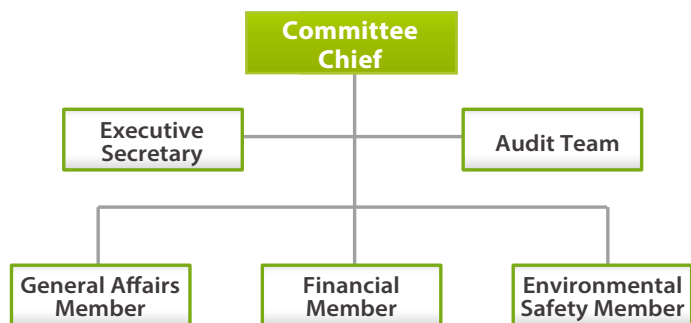 Committee
Chief
Executive
Secretary
Audit Team
General Affairs
Member
Financial
Member
Environmental
Safety Member